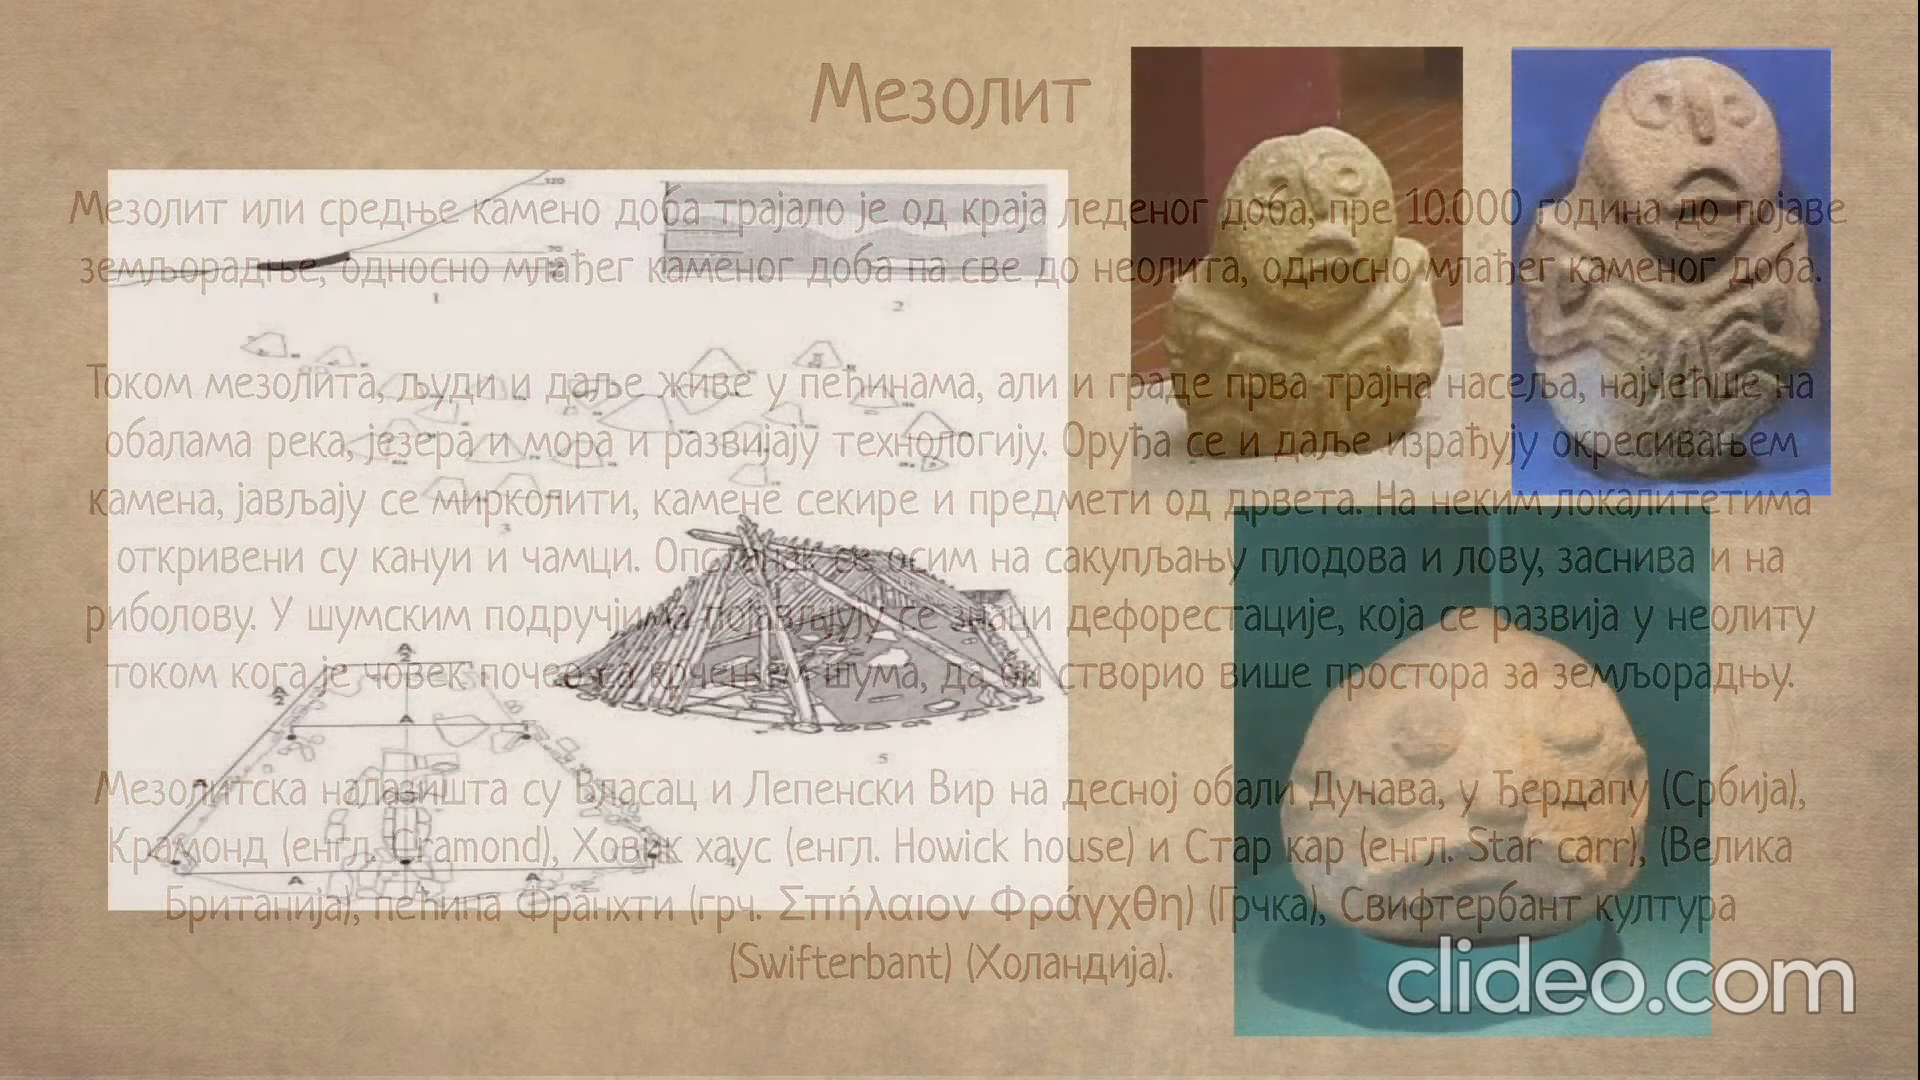 Мезолит
Мезолит или средње камено доба трајало је од краја леденог доба, пре 10.000 година до појаве
земљорадње, односно млађег каменог доба па све до неолита, односно млађег каменог доба.
Током мезолита, људи и даље живе у пећинама, али и граде прва трајна насеља, најчећше на
обалама река, језера и мора и развијају технологију. Оруђа се и даље израђују окресивањем
камена, јављају се мирколити, камене секире и предмети од дрвета. На неким локалитетима
откривени су кануи и чамци. Опстанак се осим на сакупљању плодова и лову, заснива и на
риболову. У шумским подручјима појављују се знаци дефорестације, која се развија у неолиту
током кога је човек почео са крчењем шума, да би створио више простора за земљорадњу.
Мезолитска налазишта су Власац и Лепенски Вир на десној обали Дунава, у Ђердапу (Србија),
Крамонд (енгл. Cramond), Ховик хаус (енгл. Howick house) и Стар кар (енгл. Star carr), (Велика
Британија), пећина Франхти (грч. Σπήλαιον Φράγχθη) (Грчка), Свифтербант култура
(Swifterbant) (Холандија).
120
70
1
2
3
5
A
A
A
A
A
clideo.com